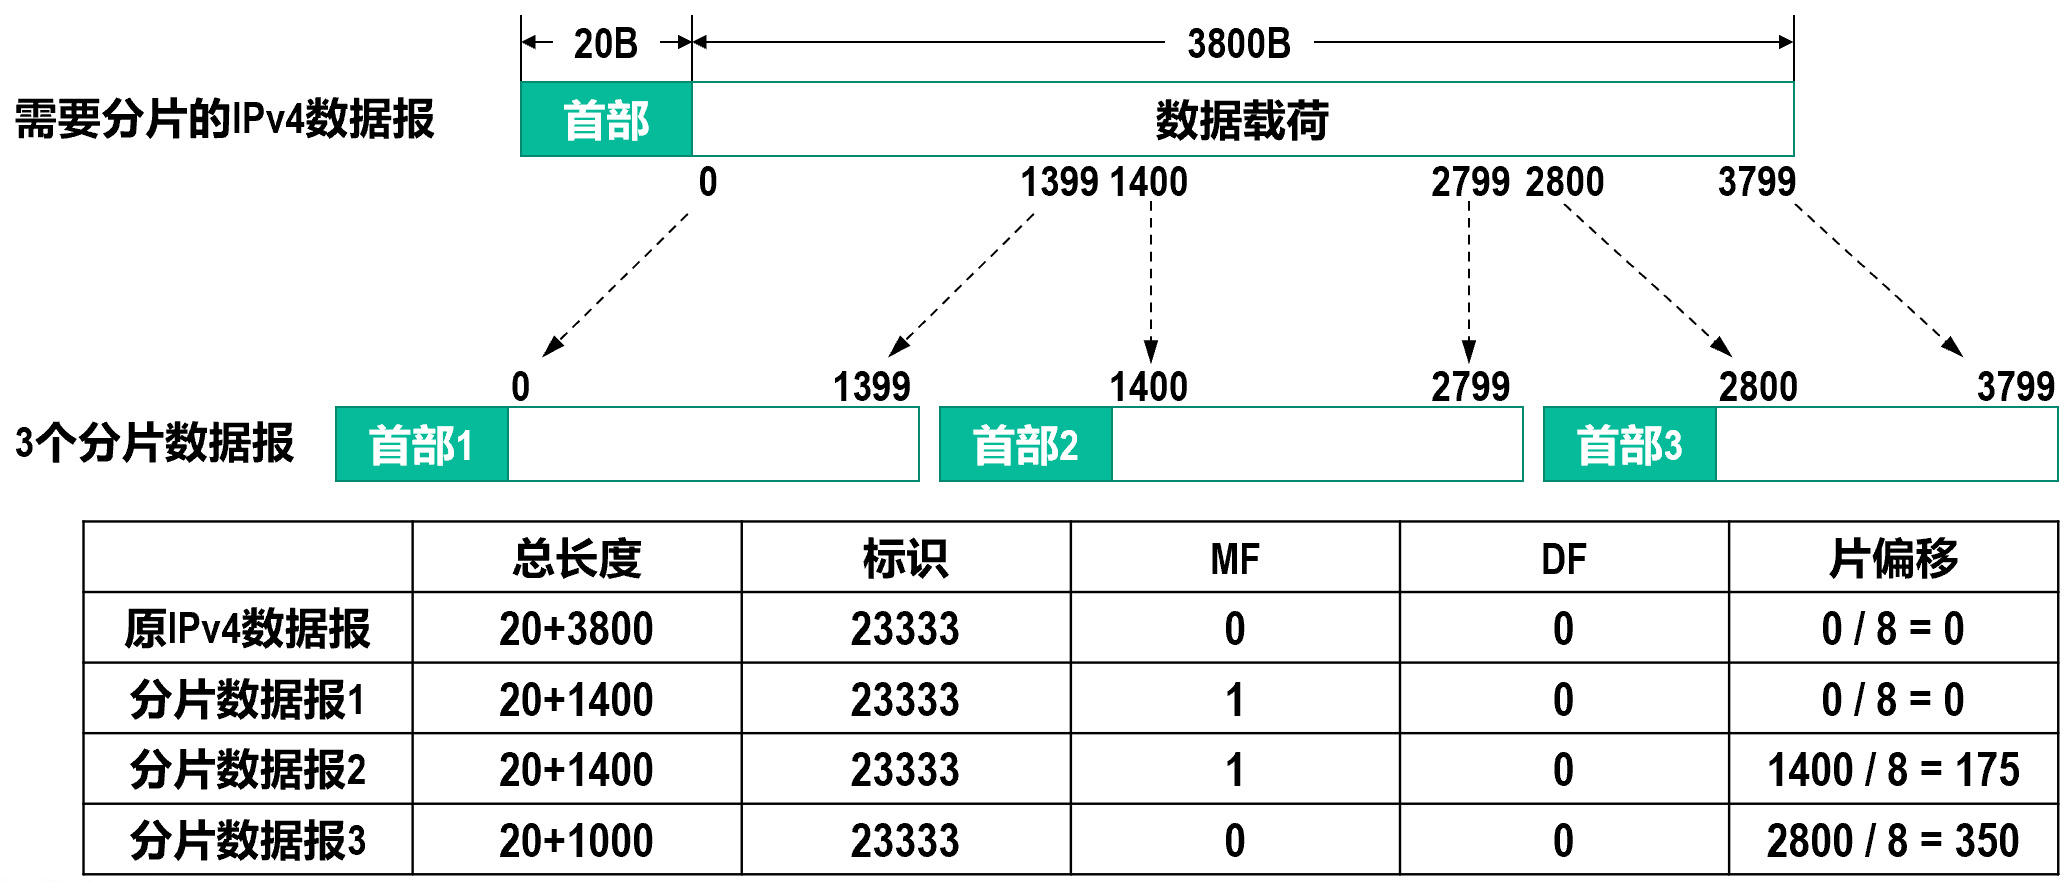 20B 3800B
需要分片的IPv4数据报 首部 数据载荷
0 1399 1400 2799 2800 3799
0 1399 1400 2799 2800 3799
3个分片数据报 首部1 首部2 首部3
总长度 标识 MF DF 片偏移
原IPv4数据报 20+3800 23333 0 0 0 / 8 = 0
分片数据报1 20+1400 23333 1 0 0 / 8 = 0
分片数据报2 20+1400 23333 1 0 1400 / 8 = 175
分片数据报3 20+1000 23333 0 0 2800 / 8 = 350